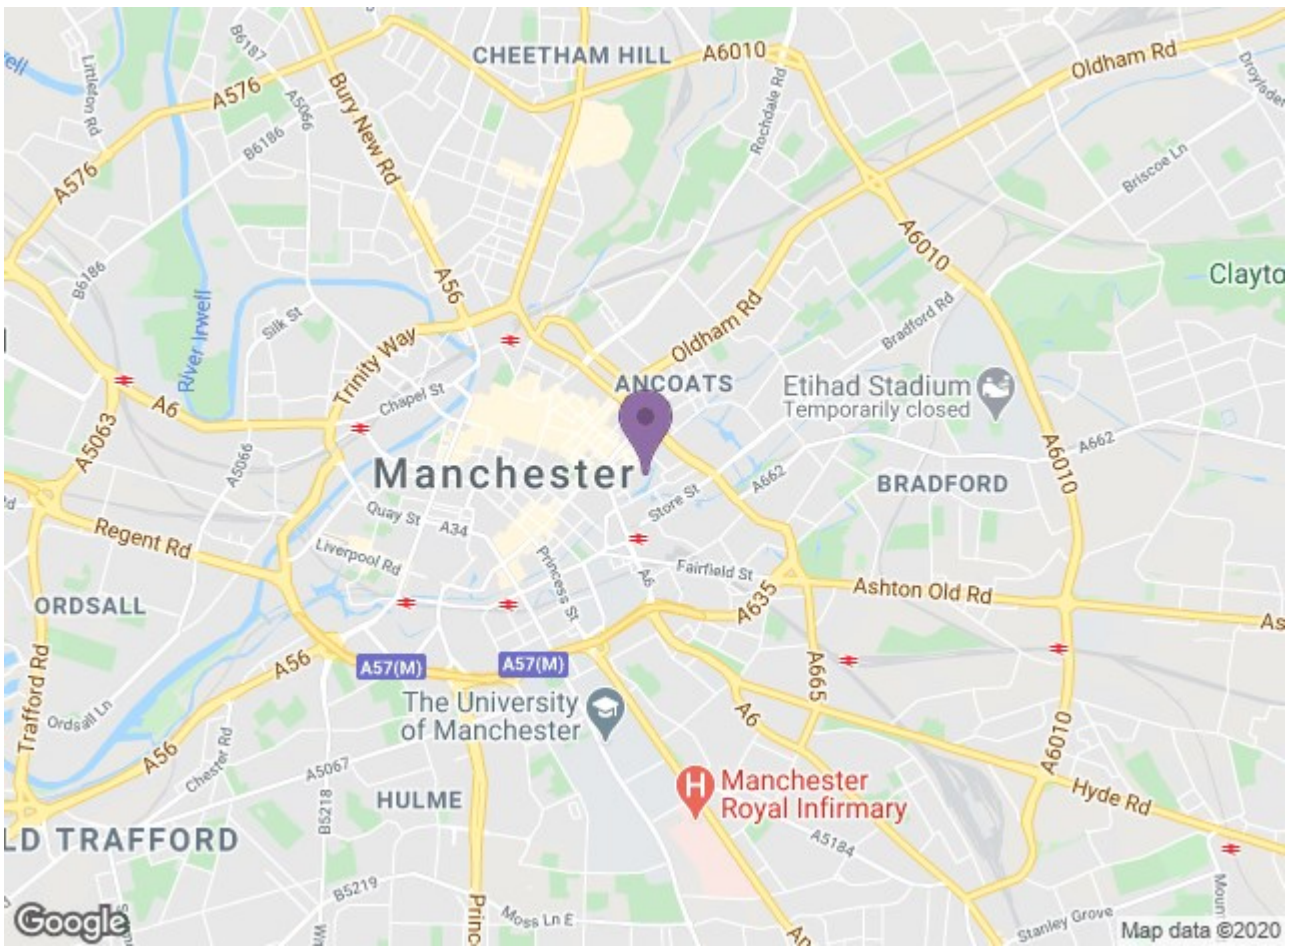 CHEETHAM HILL
A6010
Oldham Rd
B6187
Littleton Rd
A576
A5066
Bury New Rd
Rochdale Rd
B6186
Briscoe Ln
A576
A6010
B6186
A56
Clayto
River Irwell
Silk St
Bradford Rd
Trinity Way
Oldham Rd
ANCOATS
Etihad Stadium
Temporarily closed
Chapel St
A6
A5063
A5066
A662
A6010
Manchester
A662
BRADFORD
Store St
Quay St
A34
Regent Rd
Liverpool Rd
Princess St
A6
Fairfield St
Ashton Old Rd
A635
ORDSALL
As
A56
A57(M)
A57(M)
A665
Trafford Rd
Ordsall Ln
The University
of Manchester
A6
A6010
A56
Chester Rd
A5067
Manchester
Royal Infirmary
Hyde Rd
HULME
B5218
A5184
LD TRAFFORD
B5219
Princ
Moss Ln E
Stanley Grove
Mount
Google
Map data ©2020